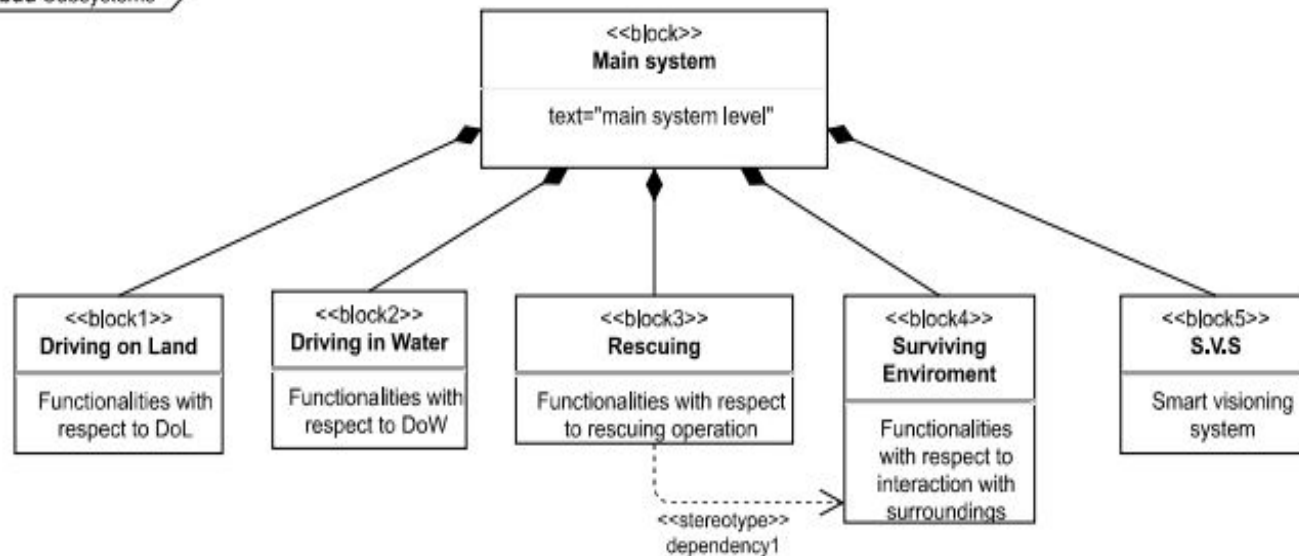 bdd Subsystems
<<block>>
Main system
text="main system level"
<<block1>>
Driving on Land
Functionalities with
respect to DoL
<<block2>>
Driving in Water
Functionalities with
respect to DoW
<<block3>>
Rescuing
Functionalities with respect
to rescuing operation
<<block4>>
Surviving
Enviroment
Functionalities
with respect to
interaction with
surroundings
<<block5>>
S.V.S
Smart visioning
system
<<stereotype>>
dependency1